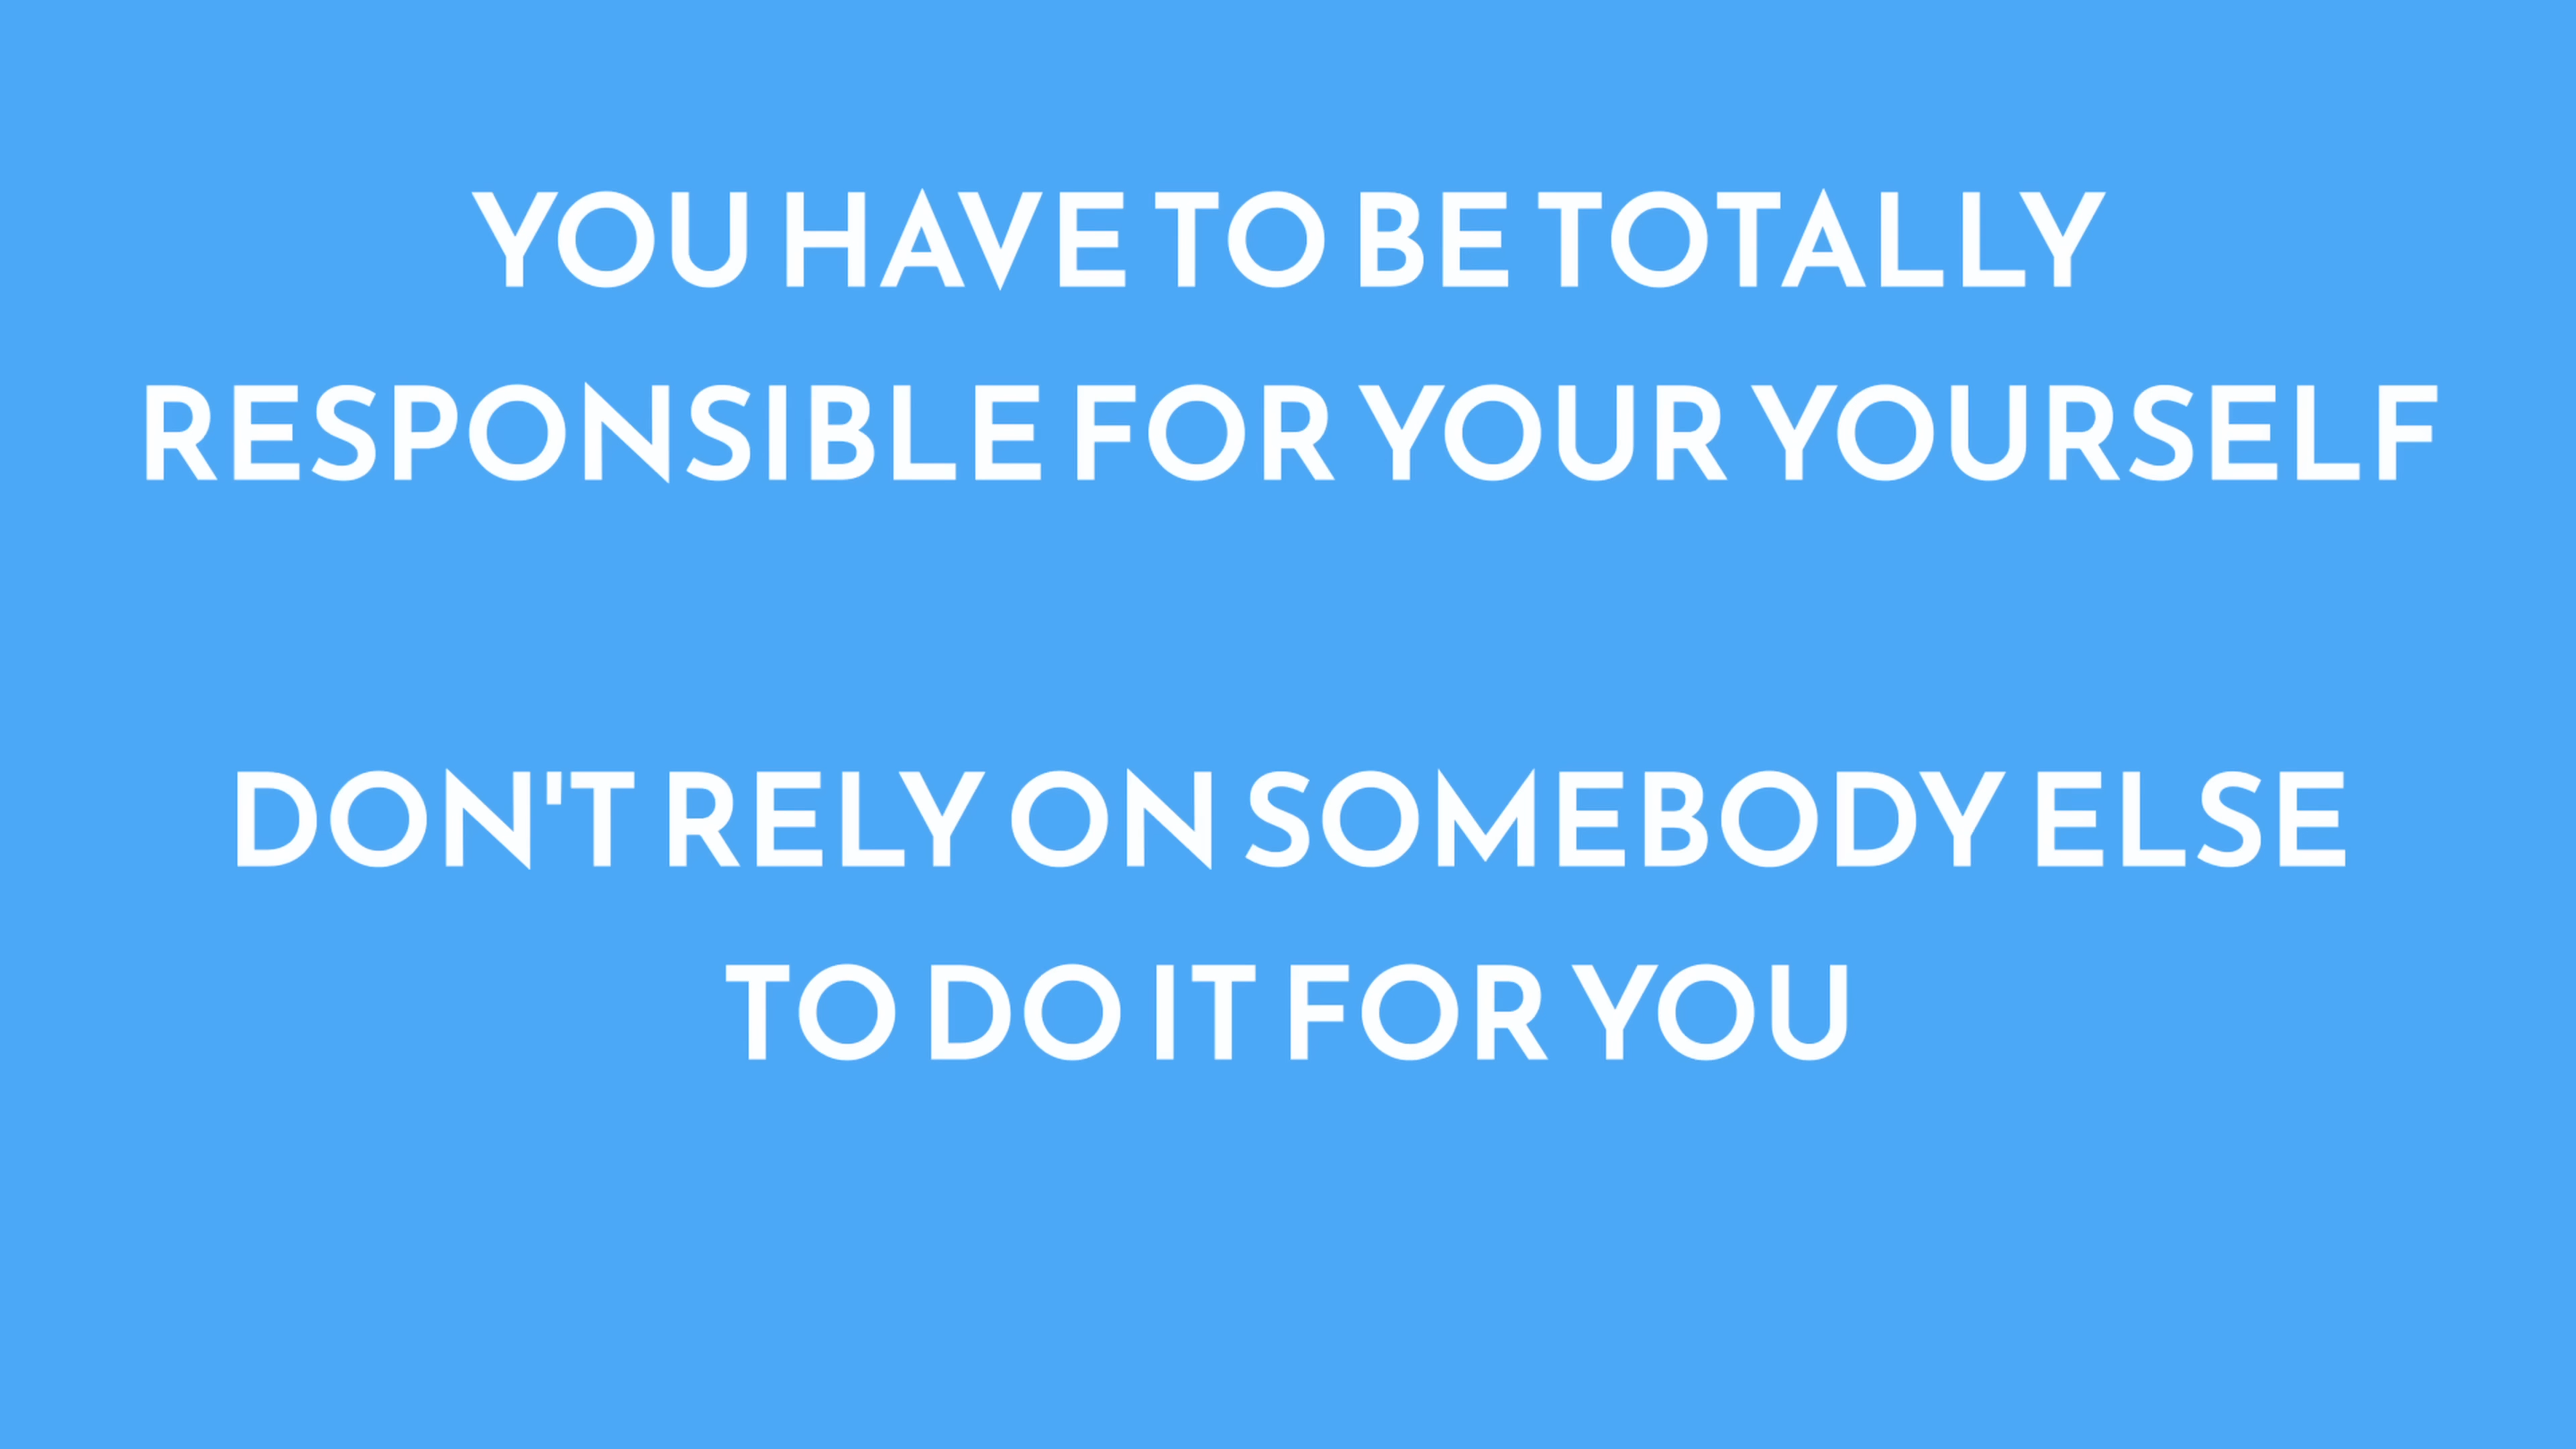 YOU HAVE TO BE TOTALLY
RESPONSIBLE FOR YOUR YOURSELF
DON'T RELY ON SOMEBODY ELSE
TO DO IT FOR YOU